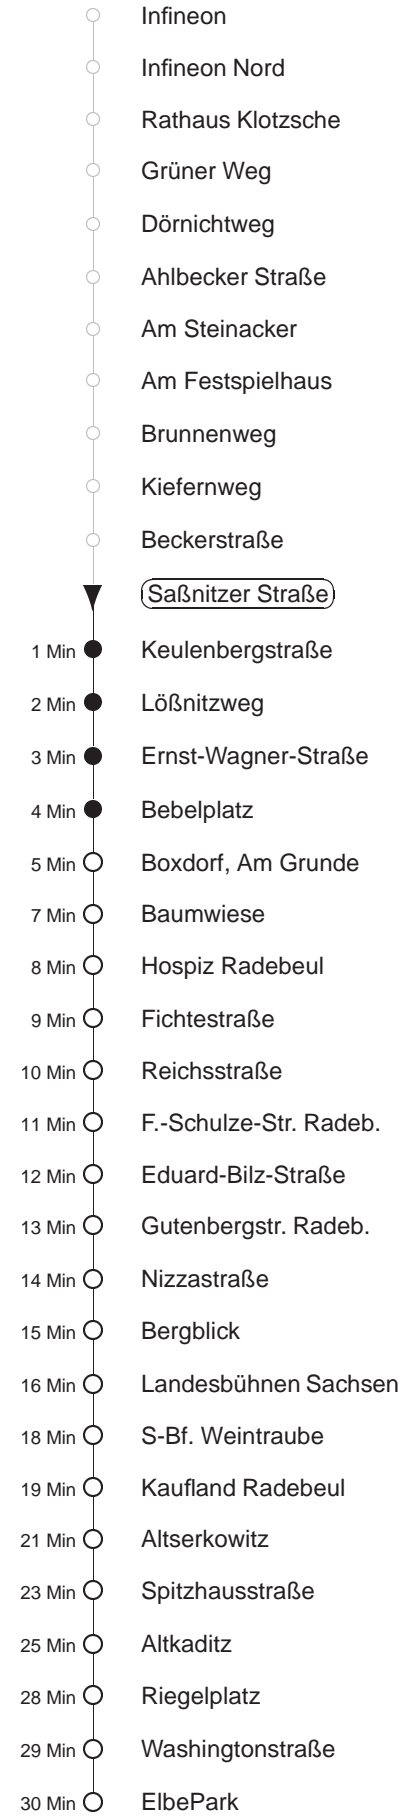 Infineon
Infineon Nord
Rathaus Klotzsche
Grüner Weg
Dörnichtweg
Ahlbecker Straße
Am Steinacker
Am Festspielhaus
Brunnenweg
Kiefernweg
Beckerstraße
Saßnitzer Straße
1 Min Keulenbergstraße
2 Min Lößnitzweg
3 Min Ernst-Wagner-Straße
4 Min Bebelplatz
5 Min Boxdorf, Am Grunde
7 Min Baumwiese
8 Min Hospiz Radebeul
9 Min Fichtestraße
10 Min Reichsstraße
11 Min F.-Schulze-Str. Radeb.
12 Min Eduard-Bilz-Straße
13 Min Gutenbergstr. Radeb.
14 Min Nizzastraße
15 Min Bergblick
16 Min Landesbühnen Sachsen
18 Min S-Bf. Weintraube
19 Min Kaufland Radebeul
21 Min Altserkowitz
23 Min Spitzhausstraße
25 Min Altkaditz
28 Min Riegelplatz
29 Min Washingtonstraße
30 Min ElbePark